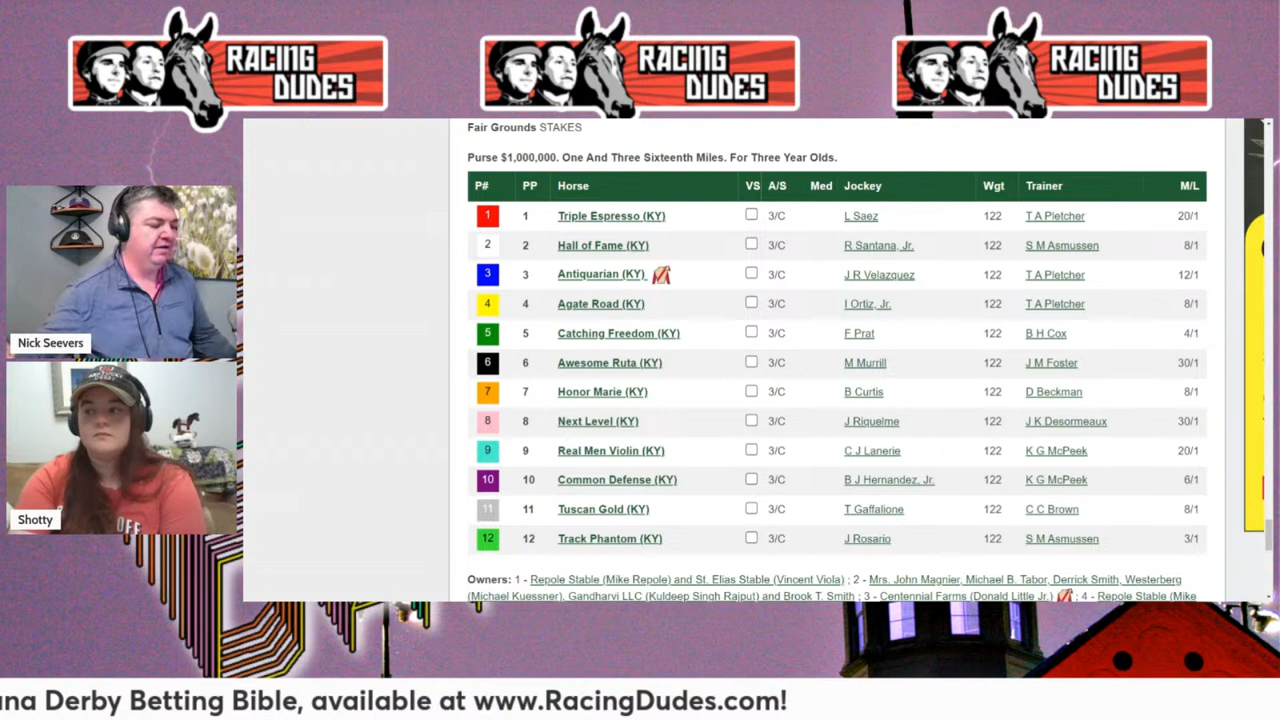 RACING DUDES
RACING DUDES
RACING DUDES
Fair Grounds STAKES
Purse $1,000,000. One And Three Sixteenth Miles. For Three Year Olds.
P# PP Horse VS A/S Med Jockey Wgt Trainer M/L
1 1 Triple Espresso (KY) 3/C L Saez 122 T A Pletcher 20/1
2 2 Hall of Fame (KY) 3/C R Santana, Jr. 122 S M Asmussen 8/1
3 3 Antiquarian (KY) 3/C J R Velazquez 122 T A Pletcher 12/1
4 4 Agate Road (KY) 3/C I Ortiz, Jr. 122 T A Pletcher 8/1
5 5 Catching Freedom (KY) 3/C F Prat 122 B H Cox 4/1
6 6 Awesome Ruta (KY) 3/C M Murrill 122 J M Foster 30/1
7 7 Honor Marie (KY) 3/C B Curtis 122 D Beckman 8/1
8 8 Next Level (KY) 3/C J Riquelme 122 J K Desormeaux 30/1
9 9 Real Men Violin (KY) 3/C C J Lanerie 122 K G McPeek 20/1
10 10 Common Defense (KY) 3/C B J Hernandez, Jr. 122 K G McPeek 6/1
11 11 Tuscan Gold (KY) 3/C T Gaffalione 122 C C Brown 8/1
12 12 Track Phantom (KY) 3/C J Rosario 122 S M Asmussen 3/1
Owners: 1 - Repole Stable (Mike Repole) and St. Elias Stable (Vincent Viola) ; 2 - Mrs. John Magnier, Michael B. Tabor, Derrick Smith, Westerberg
(Michael Kuessner), Gandharvi LLC (Kuldeep Singh Rajput) and Brook T. Smith ; 3 - Centennial Farms (Donald Little Jr.) ; 4 - Repole Stable (Mike
Nick Seevers
Shotty
ana Derby Betting Bible, available at www.RacingDudes.com!